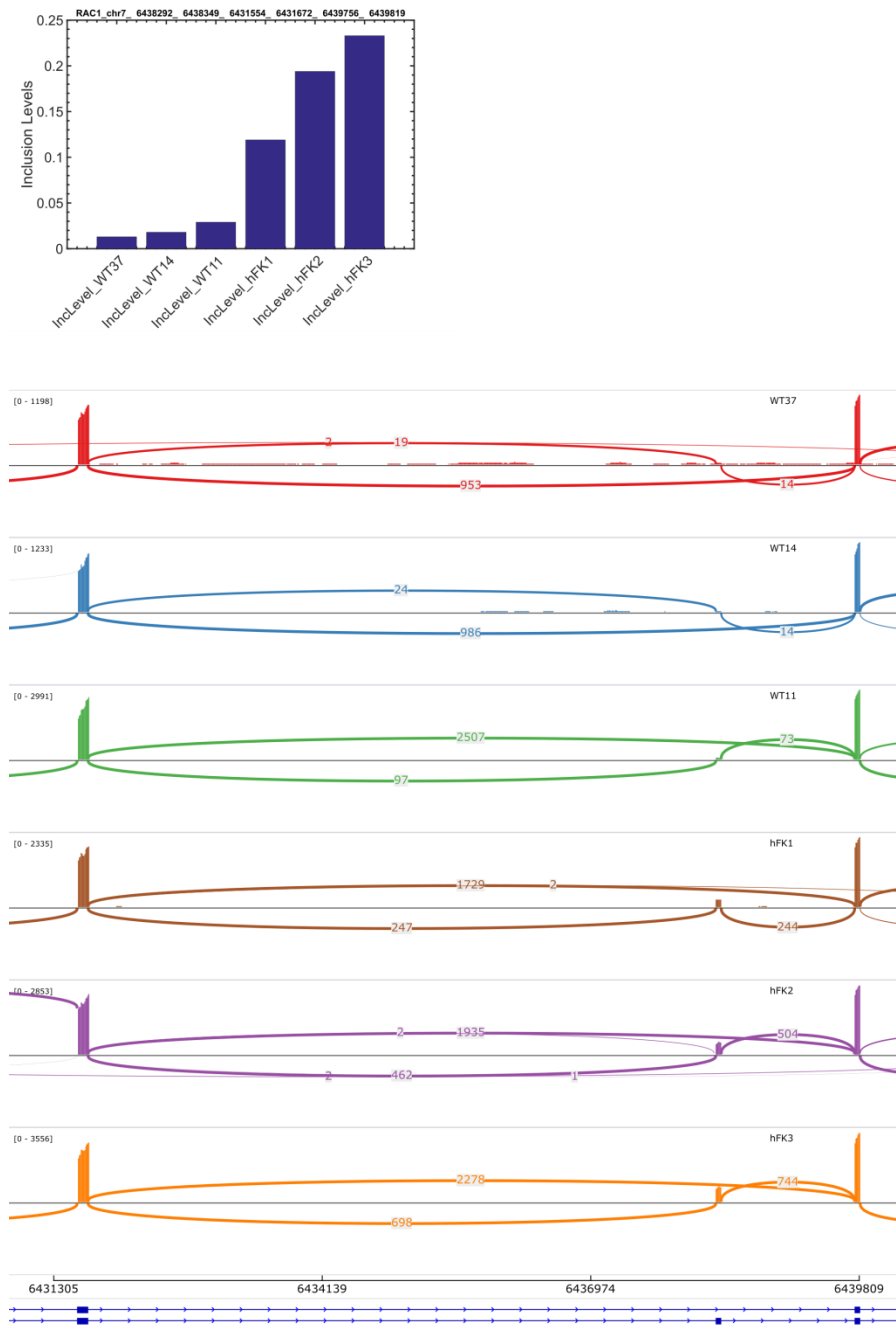 RAC1_chr7_ 6438292_ 6438349_ 6431554_ 6431672_ 6439756_ 6439819
0.25
0.2
0.15
0.1
0.05
0
Inclusion Levels
IncLevel_WT37
IncLevel_WT14
IncLevel_WT11
IncLevel_hFK1
IncLevel_hFK2
IncLevel_hFK3
[0 - 1198] WT37
2 19
953 14
[0 - 1233] WT14
24
986 14
[0 - 2991] WT11
2507 73
97
[0 - 2335] hFK1
1729 2
247 244
[0 - 2853] hFK2
2 1935 504
2 462 1
[0 - 3556] hFK3
2278 744
698
6431305 6434139 6436974 6439809